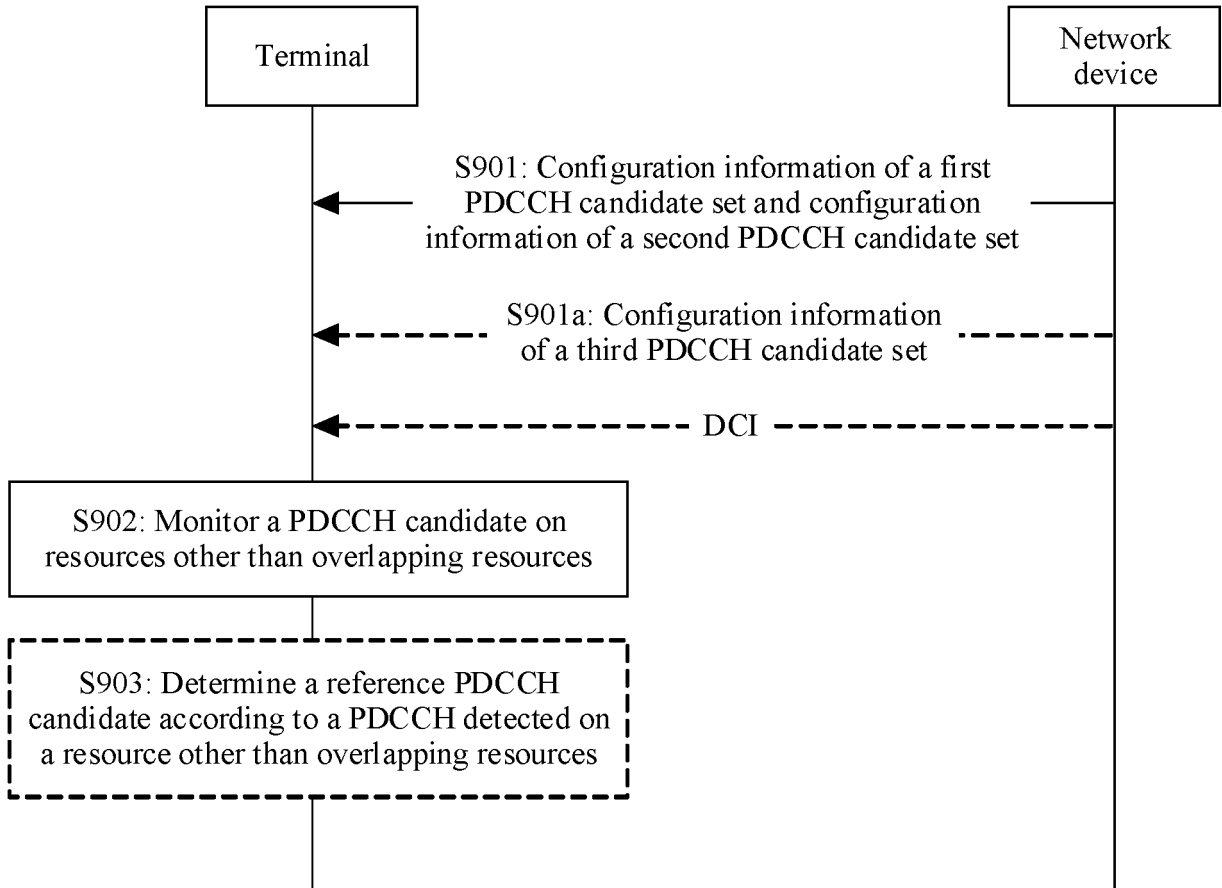 Terminal
Network
device
S901: Configuration information of a first
PDCCH candidate set and configuration
information of a second PDCCH candidate set
S901a: Configuration information
of a third PDCCH candidate set
DCI
S902: Monitor a PDCCH candidate on
resources other than overlapping resources
S903: Determine a reference PDCCH
candidate according to a PDCCH detected on
a resource other than overlapping resources